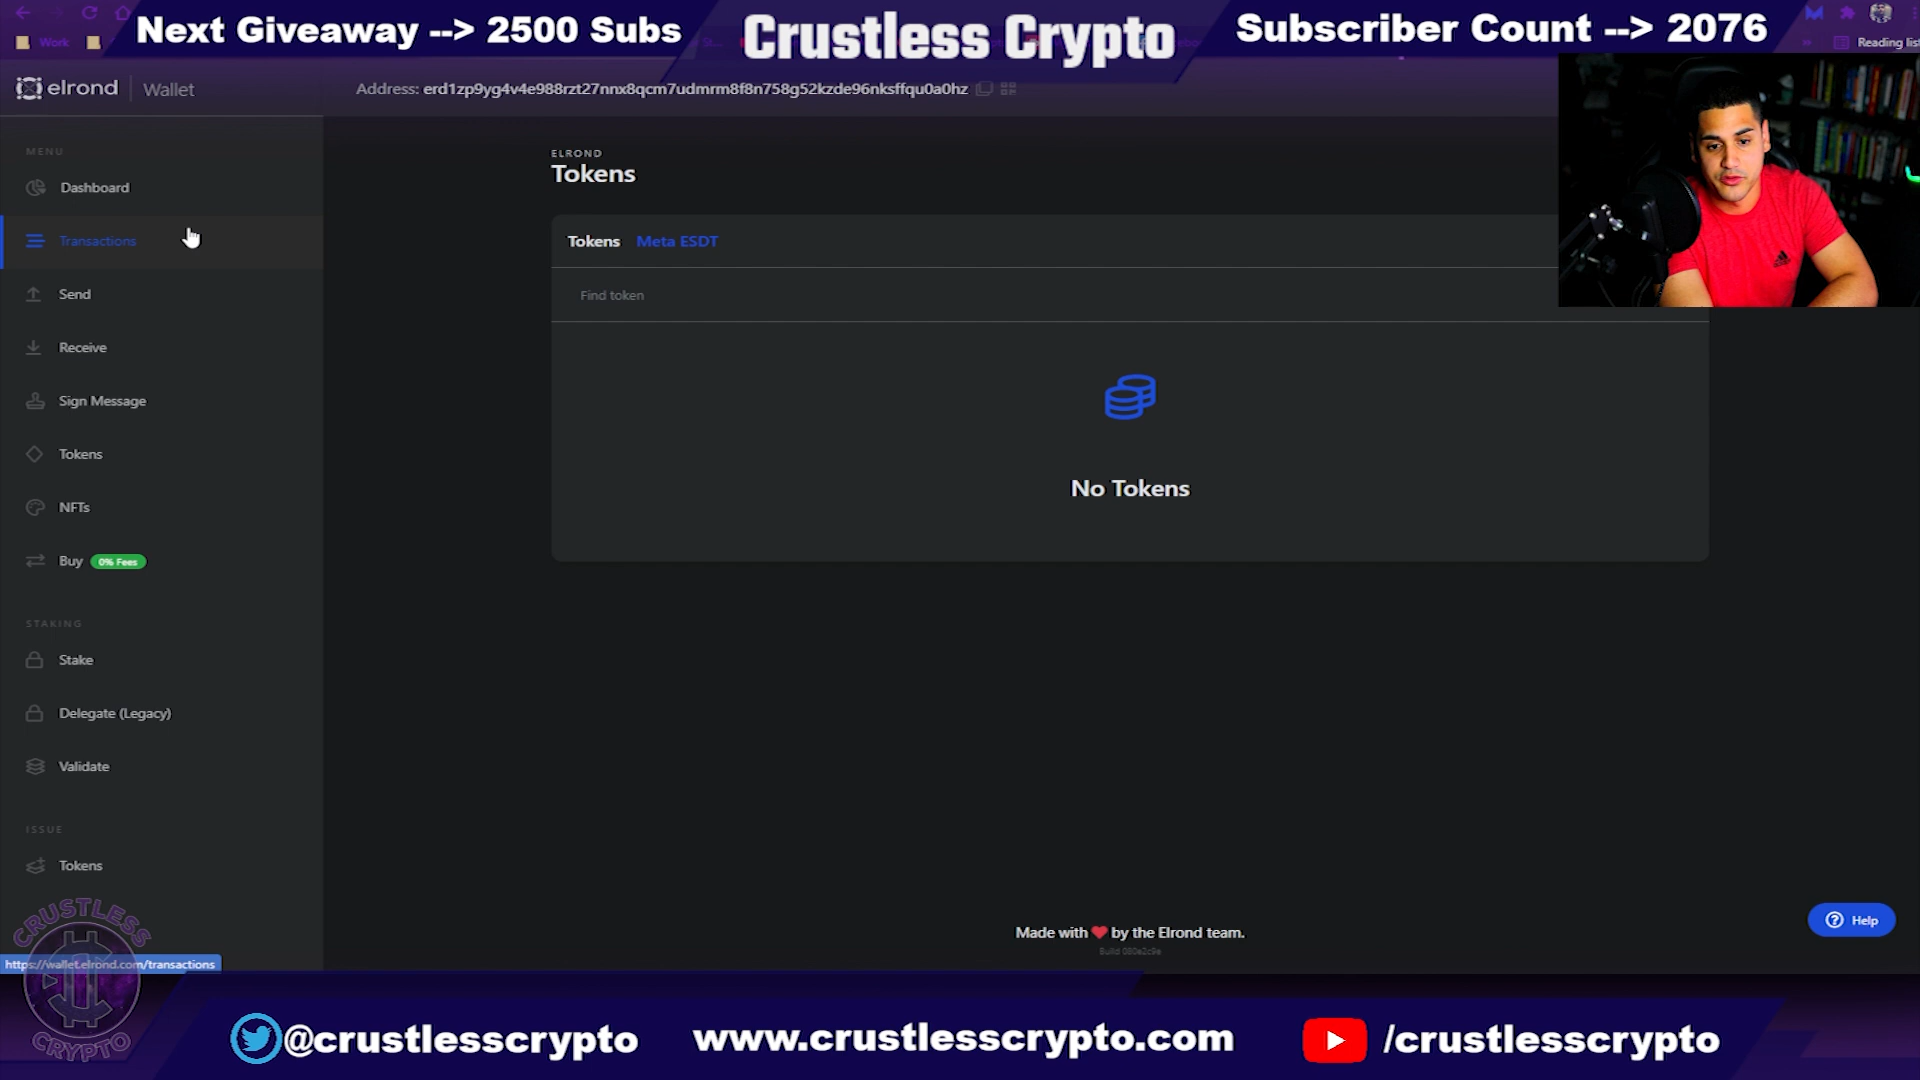 Next Giveaway --> 2500 Subs
Crustless Crypto
Subscriber Count --> 2076
Work
Reading list
elrond
Wallet
Address: erd1zp9yg4v4e988rzt27nnx8qcm7udmrm8f8n758g52kzde96nksffqu0a0hz
MENU
Dashboard
Transactions
Send
Receive
Sign Message
Tokens
NFTs
Buy 0% Fees
STAKING
Stake
Delegate (Legacy)
Validate
ISSUE
Tokens
ELROND
Tokens
Tokens Meta ESDT
Find token
No Tokens
Made with ❤ by the Elrond team.
Build 080e2c9e
Help
CRUSTLESS
CRYPTO
https://wallet.elrond.com/transactions
@crustlesscrypto
www.crustlesscrypto.com
/crustlesscrypto